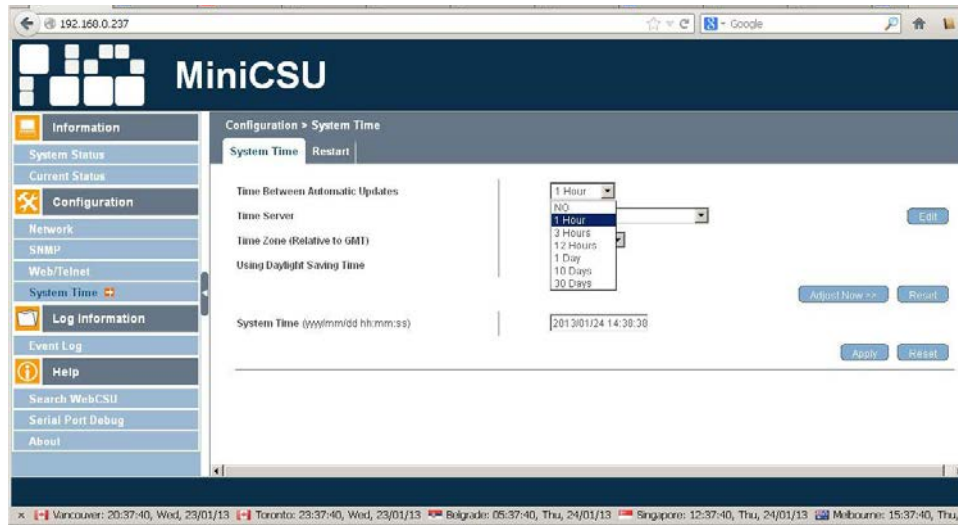 192.168.0.237
Google
MiniCSU
Information
System Status
Current Status
Configuration
Network
SNMP
Web/Telnet
System Time
Log Information
Event Log
Help
Search WebCSU
Serial Port Debug
About
Configuration > System Time
System Time Restart
Time Between Automatic Updates 1 Hour
NO
1 Hour
3 Hours
12 Hours
1 Day
10 Days
30 Days
Time Server Edit
Time Zone (Relative to GMT)
Using Daylight Saving Time
Adjust Now >> Reset
System Time (yyyy/mm/dd hh:mm:ss) 2013/01/24 14:38:38
Apply Reset
× Vancouver: 20:37:40, Wed, 23/01/13 Toronto: 23:37:40, Wed, 23/01/13 Belgrade: 05:37:40, Thu, 24/01/13 Singapore: 12:37:40, Thu, 24/01/13 Melbourne: 15:37:40, Thu,